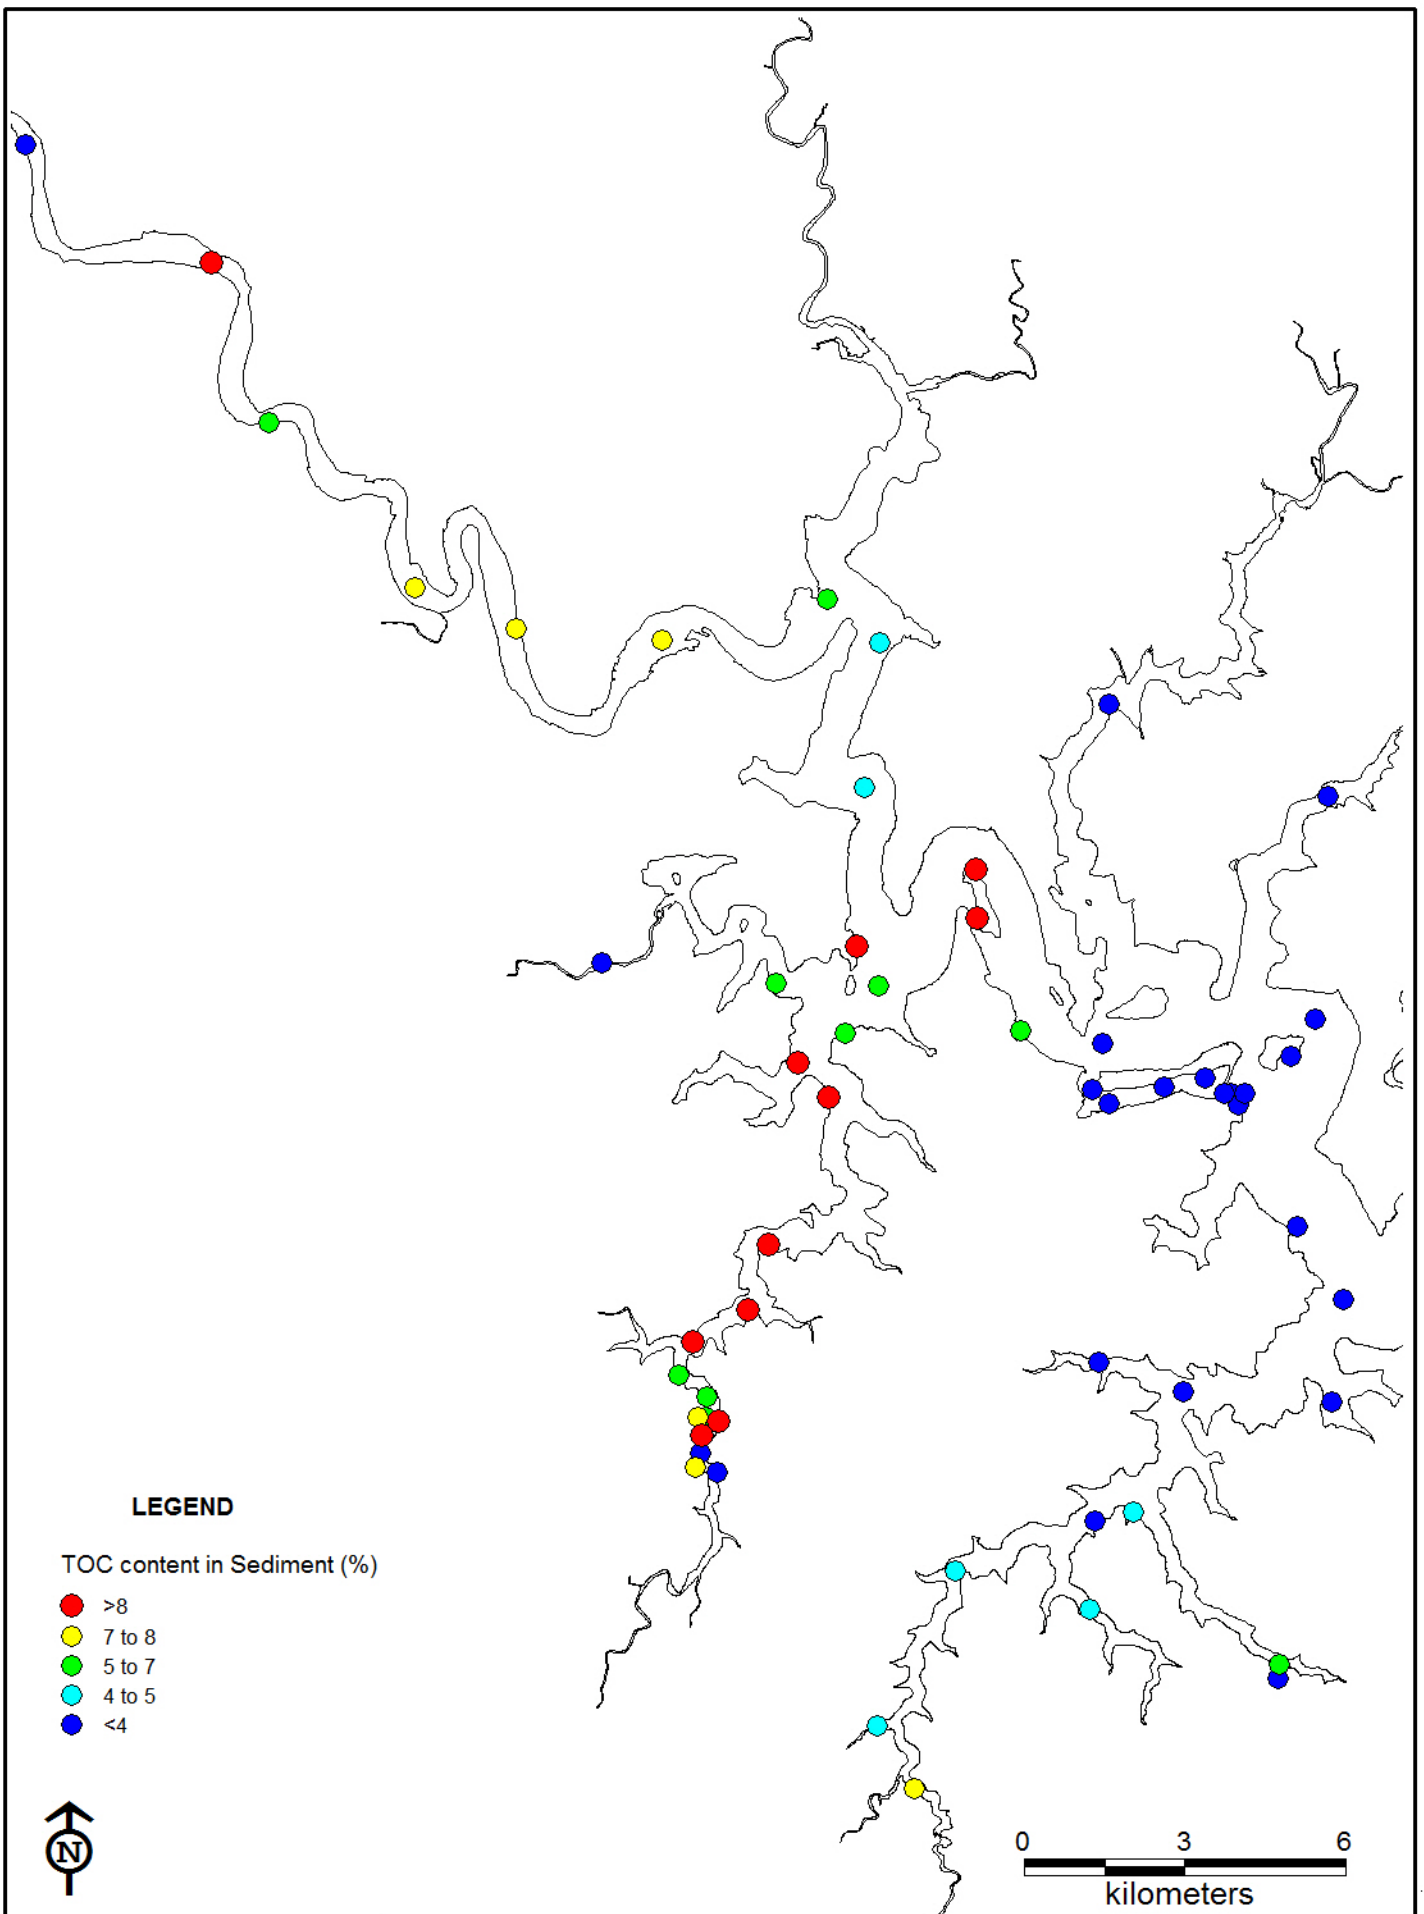 LEGEND
TOC content in Sediment (%)
>8
7 to 8
5 to 7
4 to 5
<4
N
0 3 6
kilometers